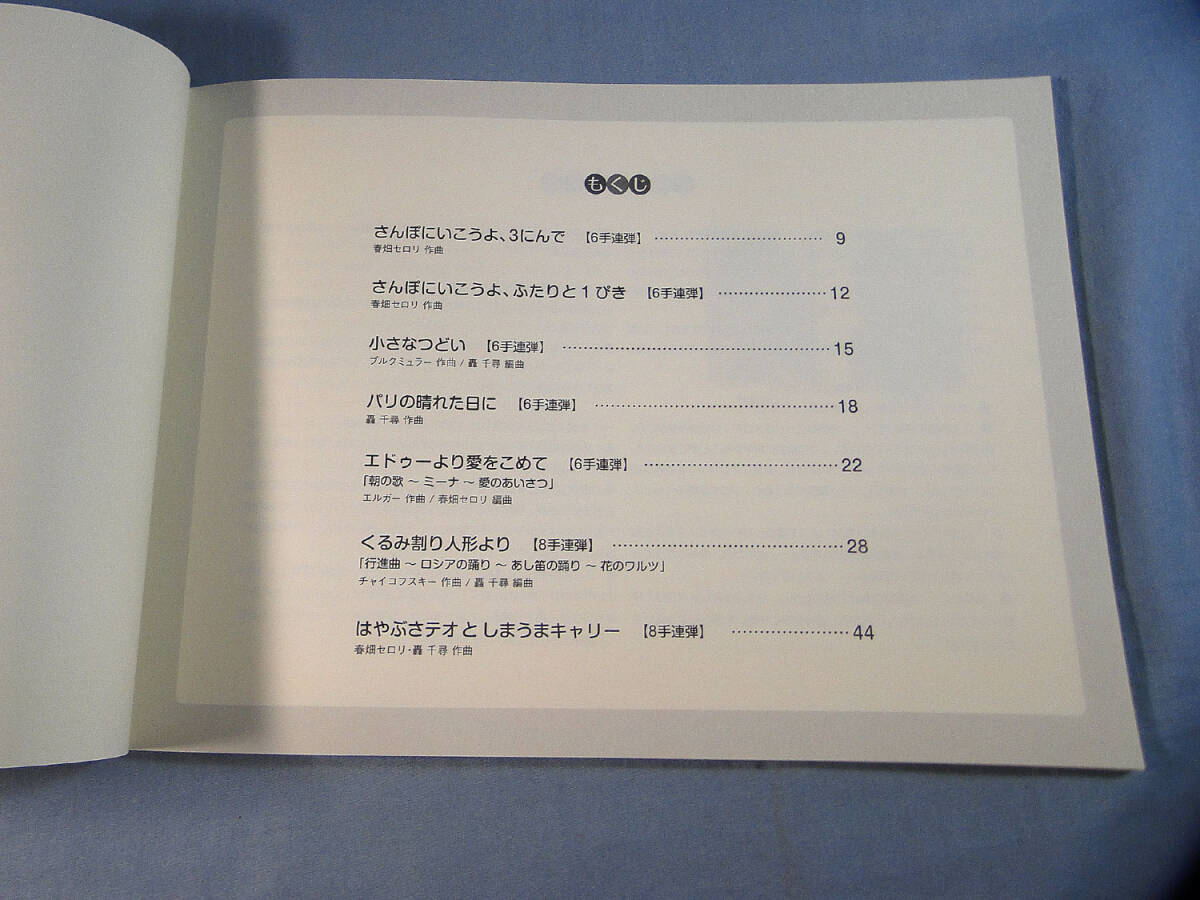 もくじ
さんぽにいこうよ、3にんで 【6手連弾】 ……………………………… 9
春畑セロリ 作曲
さんぽにいこうよ、ふたりと1ぴき 【6手連弾】 …………………12
春畑セロリ 作曲
小さなつどい 【6手連弾】 ………………………………………………15
ブルクミュラー 作曲 / 轟 千尋 編曲
パリの晴れた日に 【6手連弾】 …………………………………………18
轟 千尋 作曲
エドゥーより愛をこめて 【6手連弾】 …………………………………22
「朝の歌 ～ ミーナ ～ 愛のあいさつ」
エルガー 作曲 / 春畑セロリ 編曲
くるみ割り人形より 【8手連弾】 ………………………………………28
「行進曲 ～ ロシアの踊り ～ あし笛の踊り ～ 花のワルツ」
チャイコフスキー 作曲 / 轟 千尋 編曲
はやぶさテオとしまうまキャリー 【8手連弾】 …………………44
春畑セロリ・轟 千尋 作曲